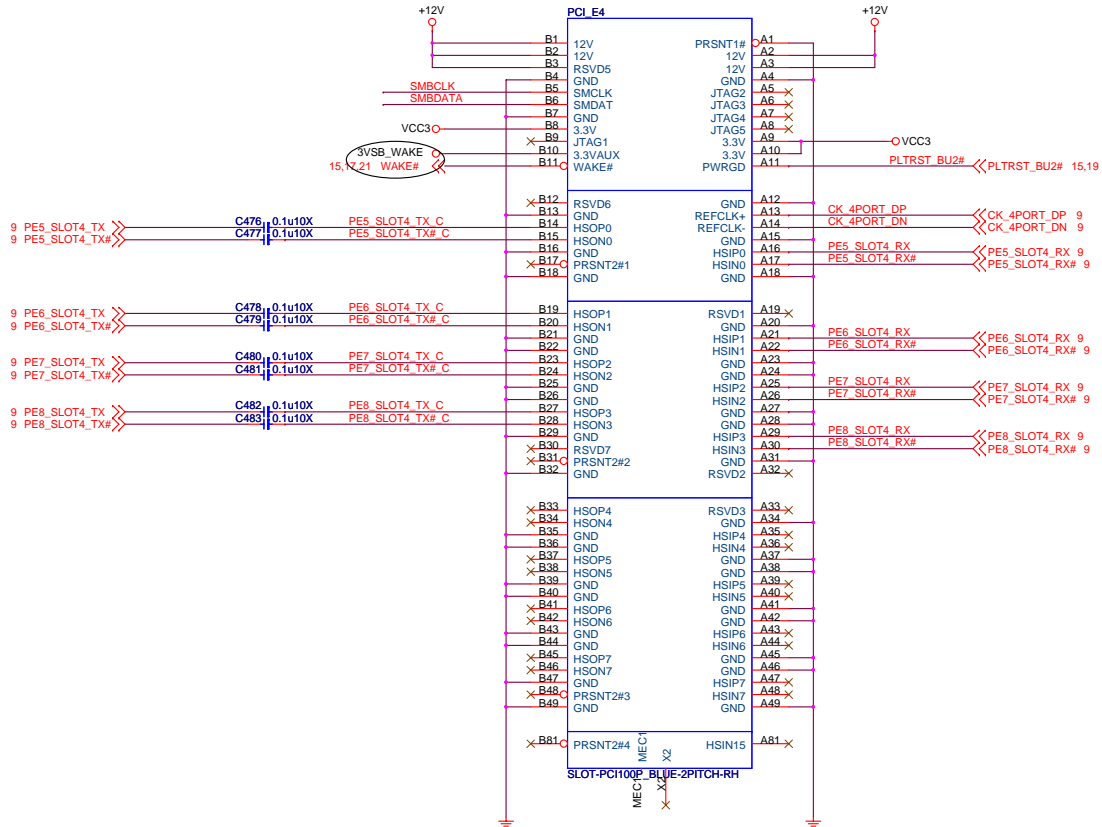 +12V
+12V
PCI_E4
B1 12V PRSNT1# A1
B2 12V 12V A2
B3 RSVD5 12V A3
B4 GND GND A4
SMBCLK B5 SMCLK JTAG2 A5
SMBDATA B6 SMDAT JTAG3 A6
B7 GND JTAG4 A7
VCC3 B8 3.3V JTAG5 A8
B9 JTAG1 3.3V A9 VCC3
3VSB_WAKE B10 3.3VAUX 3.3V A10
15,17,21 WAKE# B11 WAKE# PWRGD A11 PLTRST_BU2# PLTRST_BU2# 15,19
B12 RSVD6 GND A12
B13 GND REFCLK+ A13 CK_4PORT_DP CK_4PORT_DP 9
9 PE5_SLOT4_TX C476 0.1u10X PE5_SLOT4_TX_C B14 HSOP0 REFCLK- A14 CK_4PORT_DN CK_4PORT_DN 9
9 PE5_SLOT4_TX# C477 0.1u10X PE5_SLOT4_TX#_C B15 HSON0 GND A15
B16 GND HSIP0 A16 PE5_SLOT4_RX PE5_SLOT4_RX 9
B17 PRSNT2#1 HSIN0 A17 PE5_SLOT4_RX# PE5_SLOT4_RX# 9
B18 GND GND A18
9 PE6_SLOT4_TX C478 0.1u10X PE6_SLOT4_TX_C B19 HSOP1 RSVD1 A19
9 PE6_SLOT4_TX# C479 0.1u10X PE6_SLOT4_TX#_C B20 HSON1 GND A20
B21 GND HSIP1 A21 PE6_SLOT4_RX PE6_SLOT4_RX 9
B22 GND HSIN1 A22 PE6_SLOT4_RX# PE6_SLOT4_RX# 9
9 PE7_SLOT4_TX C480 0.1u10X PE7_SLOT4_TX_C B23 HSOP2 GND A23
9 PE7_SLOT4_TX# C481 0.1u10X PE7_SLOT4_TX#_C B24 HSON2 GND A24
B25 GND HSIP2 A25 PE7_SLOT4_RX PE7_SLOT4_RX 9
B26 GND HSIN2 A26 PE7_SLOT4_RX# PE7_SLOT4_RX# 9
9 PE8_SLOT4_TX C482 0.1u10X PE8_SLOT4_TX_C B27 HSOP3 GND A27
9 PE8_SLOT4_TX# C483 0.1u10X PE8_SLOT4_TX#_C B28 HSON3 GND A28
B29 GND HSIP3 A29 PE8_SLOT4_RX PE8_SLOT4_RX 9
B30 RSVD7 HSIN3 A30 PE8_SLOT4_RX# PE8_SLOT4_RX# 9
B31 PRSNT2#2 GND A31
B32 GND RSVD2 A32
B33 HSOP4 RSVD3 A33
B34 HSON4 GND A34
B35 GND HSIP4 A35
B36 GND HSIN4 A36
B37 HSOP5 GND A37
B38 HSON5 GND A38
B39 GND HSIP5 A39
B40 GND HSIN5 A40
B41 HSOP6 GND A41
B42 HSON6 GND A42
B43 GND HSIP6 A43
B44 GND HSIN6 A44
B45 HSOP7 GND A45
B46 HSON7 GND A46
B47 GND HSIP7 A47
B48 PRSNT2#3 HSIN7 A48
B49 GND GND A49
B81 PRSNT2#4 MEC1 X2 HSIN15 A81
SLOT-PCI100P_BLUE-2PITCH-RH
MEC1 X2